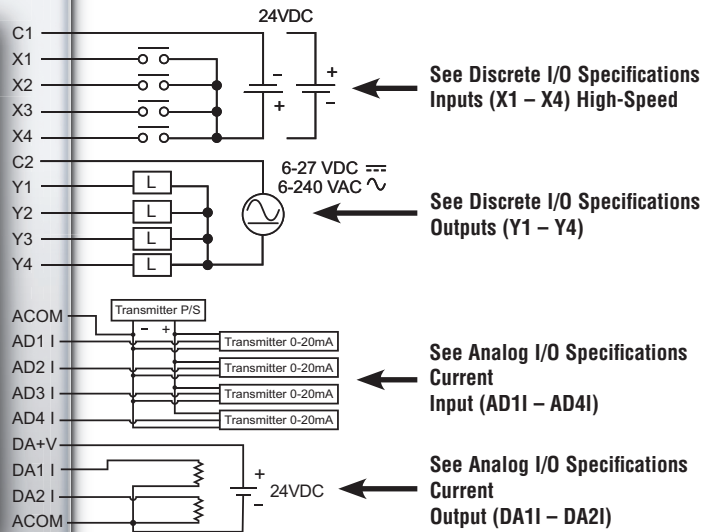 24VDC
C1
X1
X2
X3
X4
- +
+ -
See Discrete I/O Specifications
Inputs (X1 – X4) High-Speed
C2
Y1 L
Y2 L
Y3 L
Y4 L
6-27 VDC
6-240 VAC
See Discrete I/O Specifications
Outputs (Y1 – Y4)
Transmitter P/S
- +
ACOM
AD1 I Transmitter 0-20mA
AD2 I Transmitter 0-20mA
AD3 I Transmitter 0-20mA
AD4 I Transmitter 0-20mA
See Analog I/O Specifications
Current
Input (AD1I – AD4I)
DA+V
DA1 I
DA2 I
ACOM
+
24VDC
-
See Analog I/O Specifications
Current
Output (DA1I – DA2I)